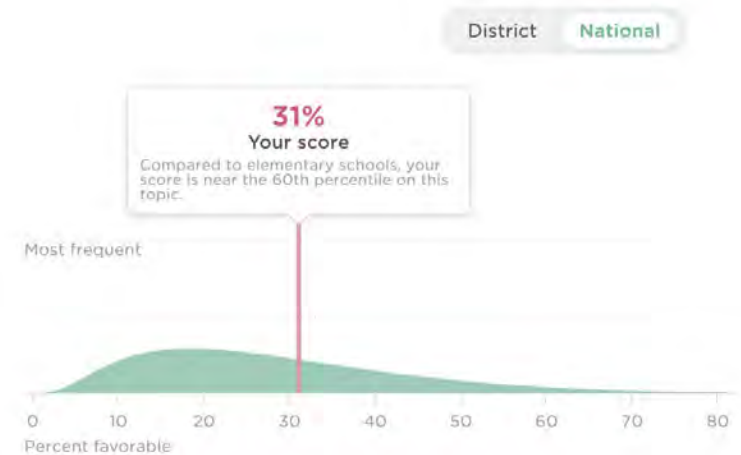 District National
31%
Your score
Compared to elementary schools, your
score is near the 60th percentile on this
topic.
Most frequent
0 10 20 30 40 50 60 70 80
Percent favorable